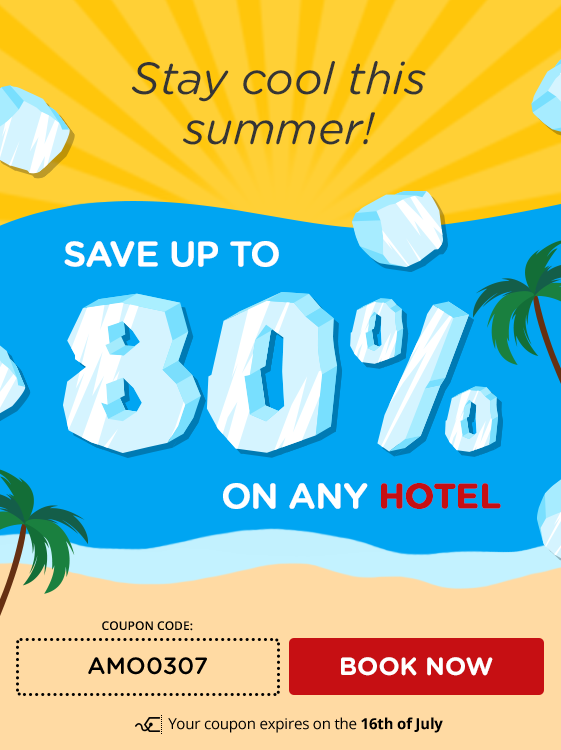 Stay cool this
summer!
SAVE UP TO
80%
ON ANY HOTEL
COUPON CODE:
AMO0307
BOOK NOW
Your coupon expires on the 16th of July